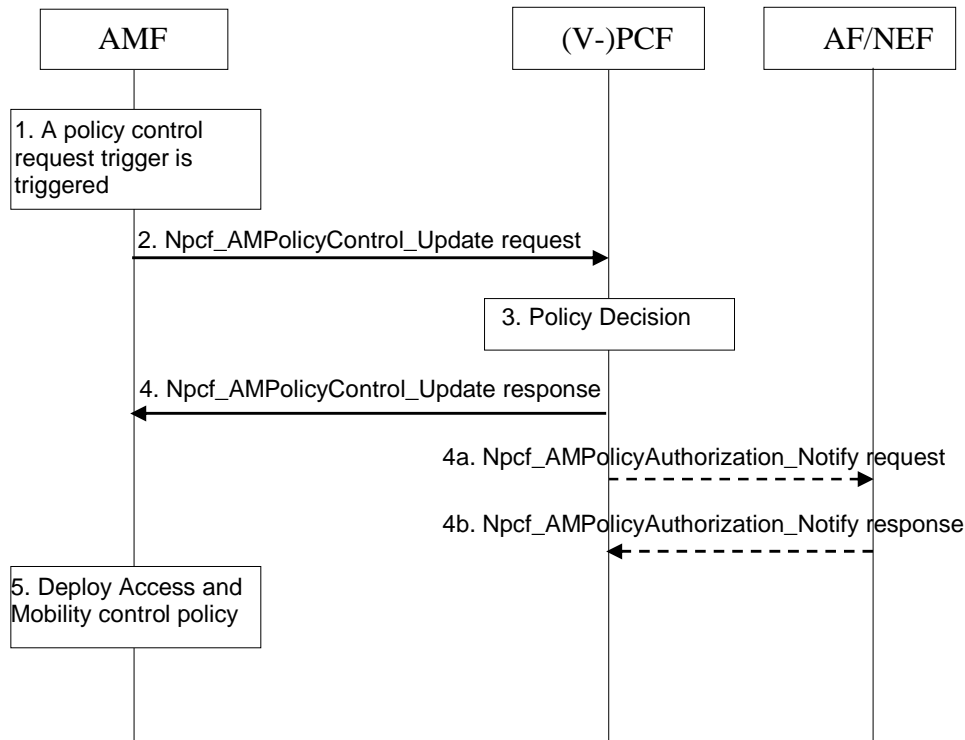 AMF
(V-)PCF
AF/NEF
1. A policy control
request trigger is
triggered
2. Npcf_AMPolicyControl_Update request
3. Policy Decision
4. Npcf_AMPolicyControl_Update response
4a. Npcf_AMPolicyAuthorization_Notify request
4b. Npcf_AMPolicyAuthorization_Notify response
5. Deploy Access and
Mobility control policy